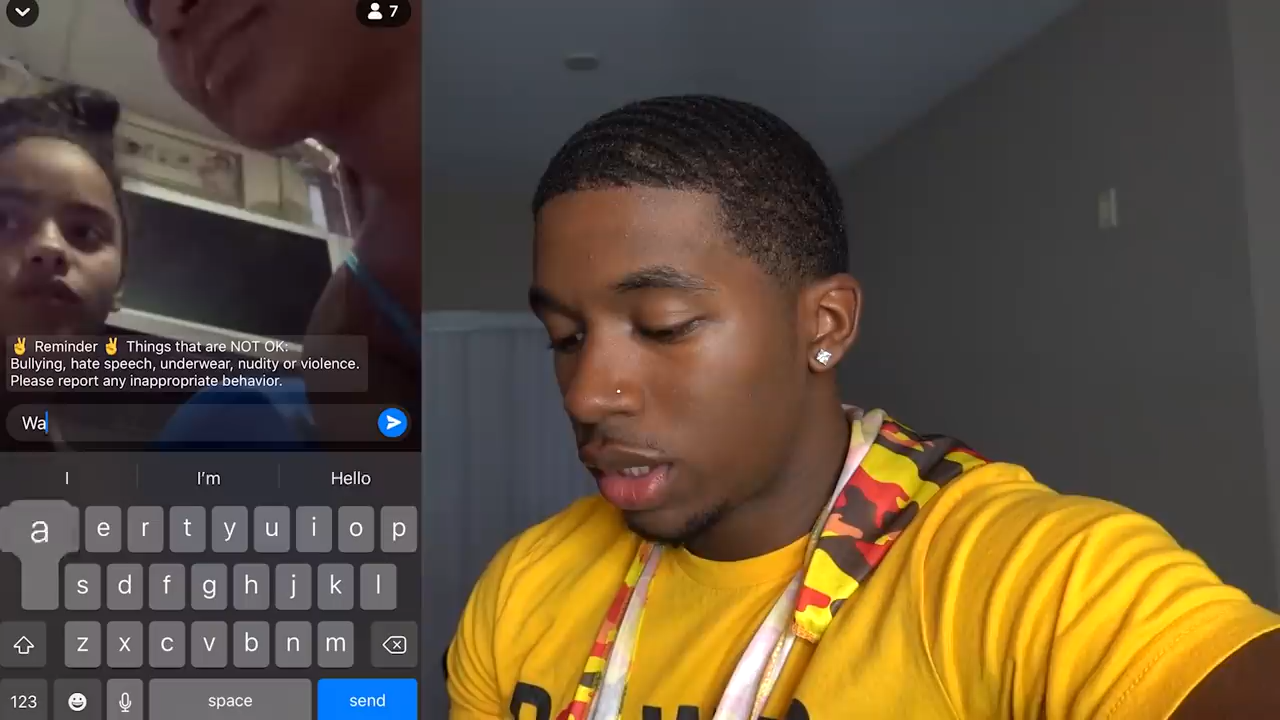 7
✌ Reminder ✌ Things that are NOT OK:
Bullying, hate speech, underwear, nudity or violence.
Please report any inappropriate behavior.
Wa
I I'm Hello
a e r t y u i o p
s d f g h j k l
z x c v b n m
123 space send